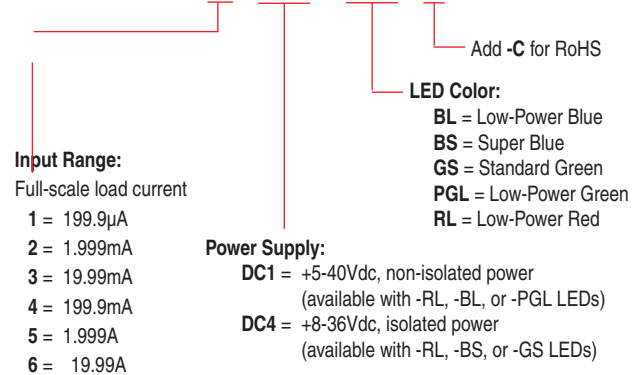 Add -C for RoHS
LED Color:
BL = Low-Power Blue
BS = Super Blue
GS = Standard Green
PGL = Low-Power Green
RL = Low-Power Red
Input Range:
Full-scale load current
1 = 199.9µA
2 = 1.999mA
3 = 19.99mA
4 = 199.9mA
5 = 1.999A
6 = 19.99A
Power Supply:
DC1 = +5-40Vdc, non-isolated power
(available with -RL, -BL, or -PGL LEDs)
DC4 = +8-36Vdc, isolated power
(available with -RL, -BS, or -GS LEDs)